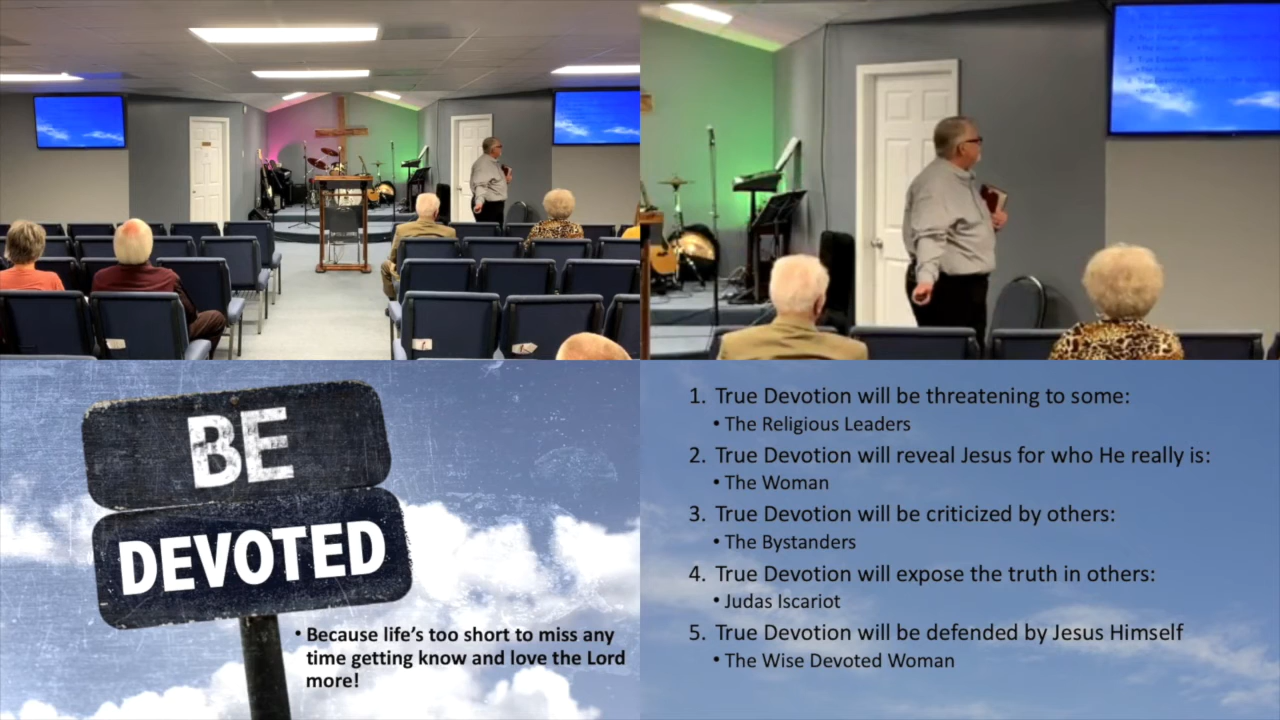 BE
DEVOTED
• Because life's too short to miss any
time getting know and love the Lord
more!
1. True Devotion will be threatening to some:
• The Religious Leaders
2. True Devotion will reveal Jesus for who He really is:
• The Woman
3. True Devotion will be criticized by others:
• The Bystanders
4. True Devotion will expose the truth in others:
• Judas Iscariot
5. True Devotion will be defended by Jesus Himself
• The Wise Devoted Woman